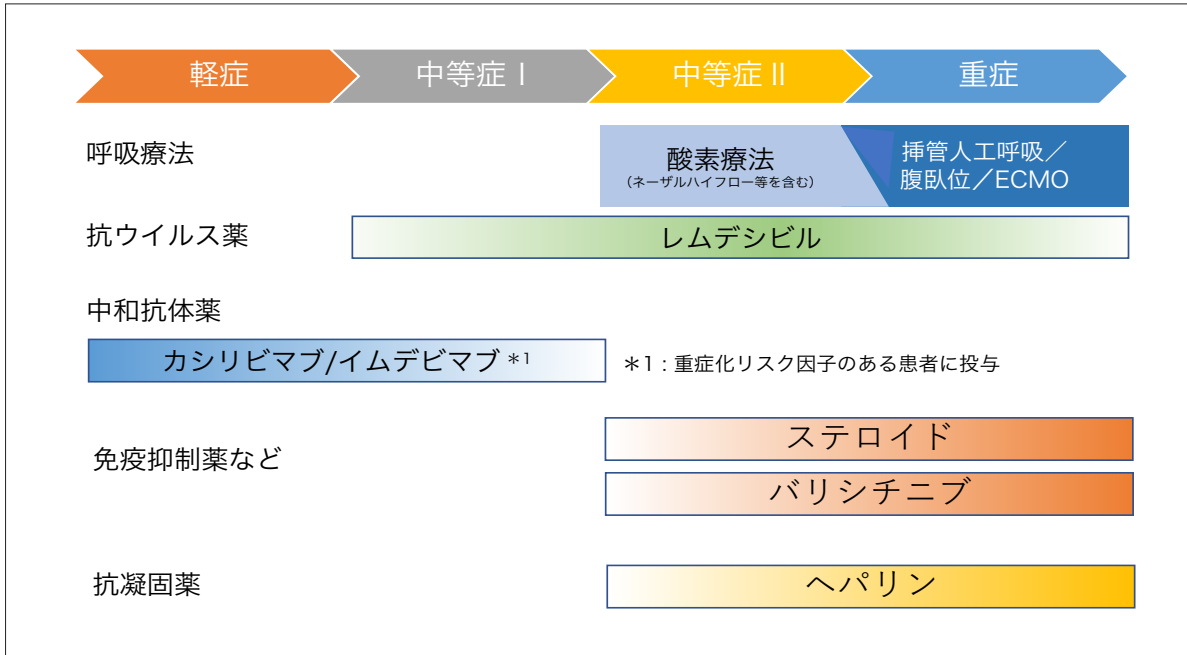 軽症
中等症Ⅰ
中等症Ⅱ
重症
呼吸療法
酸素療法
（ネーザルハイフロー等を含む）
挿管人工呼吸／
腹臥位／ECMO
抗ウイルス薬
レムデシビル
中和抗体薬
カシリビマブ/イムデビマブ *1
＊1：重症化リスク因子のある患者に投与
免疫抑制薬など
ステロイド
バリシチニブ
抗凝固薬
ヘパリン